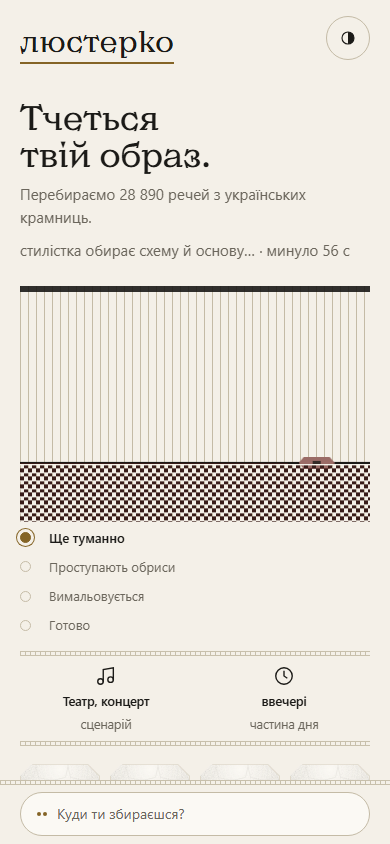 люстерко
Тчеться
твій образ.
Перебираємо 28 890 речей з українських
крамниць.
стилістка обирає схему й основу… · минуло 56 с
Ще туманно
Проступають обриси
Вимальовується
Готово
Театр, концерт
сценарій
ввечері
частина дня
Куди ти збираєшся?